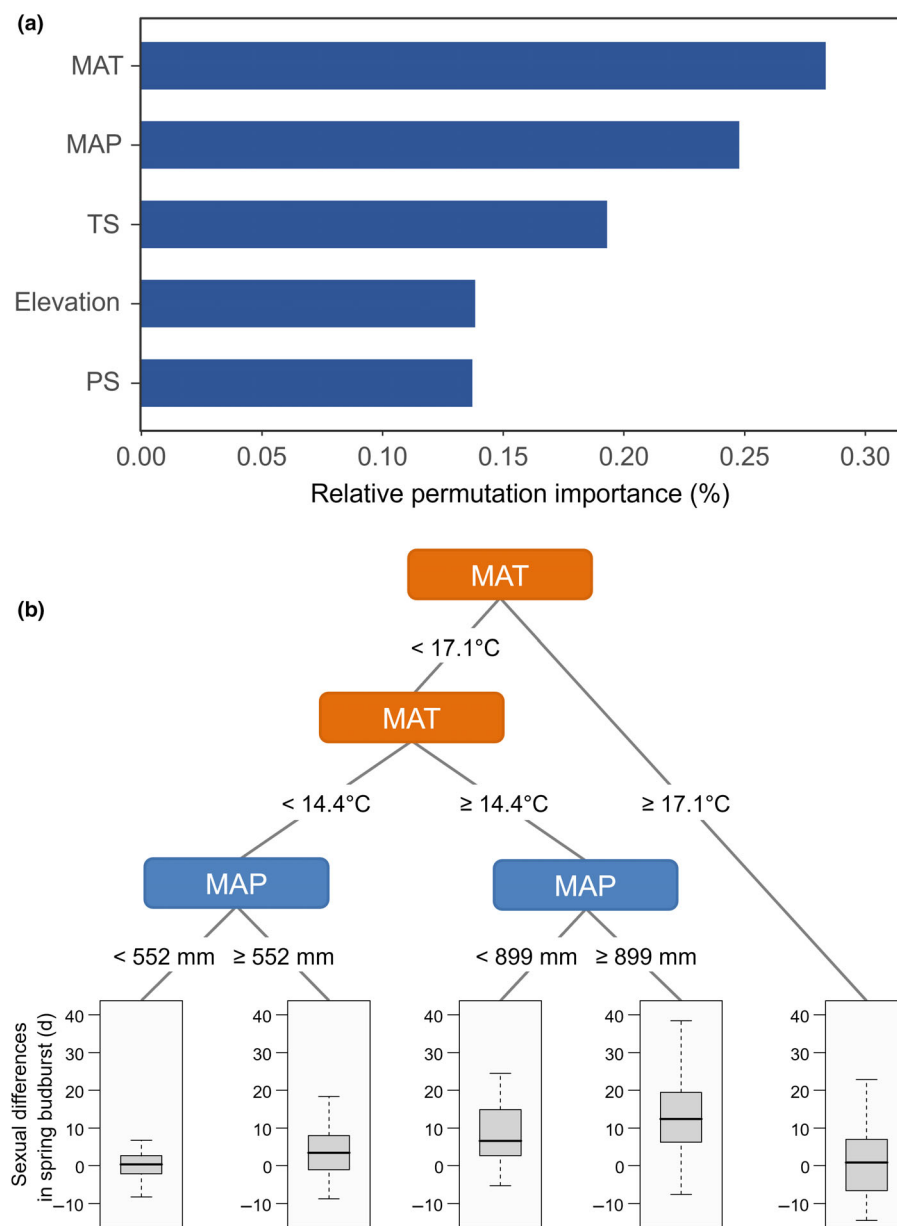 (a)
MAT
MAP
TS
Elevation
PS
0.00 0.05 0.10 0.15 0.20 0.25 0.30
Relative permutation importance (%)
(b)
MAT
< 17.1°C
MAT
< 14.4°C ≥ 14.4°C ≥ 17.1°C
MAP MAP
< 552 mm ≥ 552 mm < 899 mm ≥ 899 mm
Sexual differences
in spring budburst (d)
40 40 40 40 40
30 30 30 30 30
20 20 20 20 20
10 10 10 10 10
0 0 0 0 0
−10 −10 −10 −10 −10